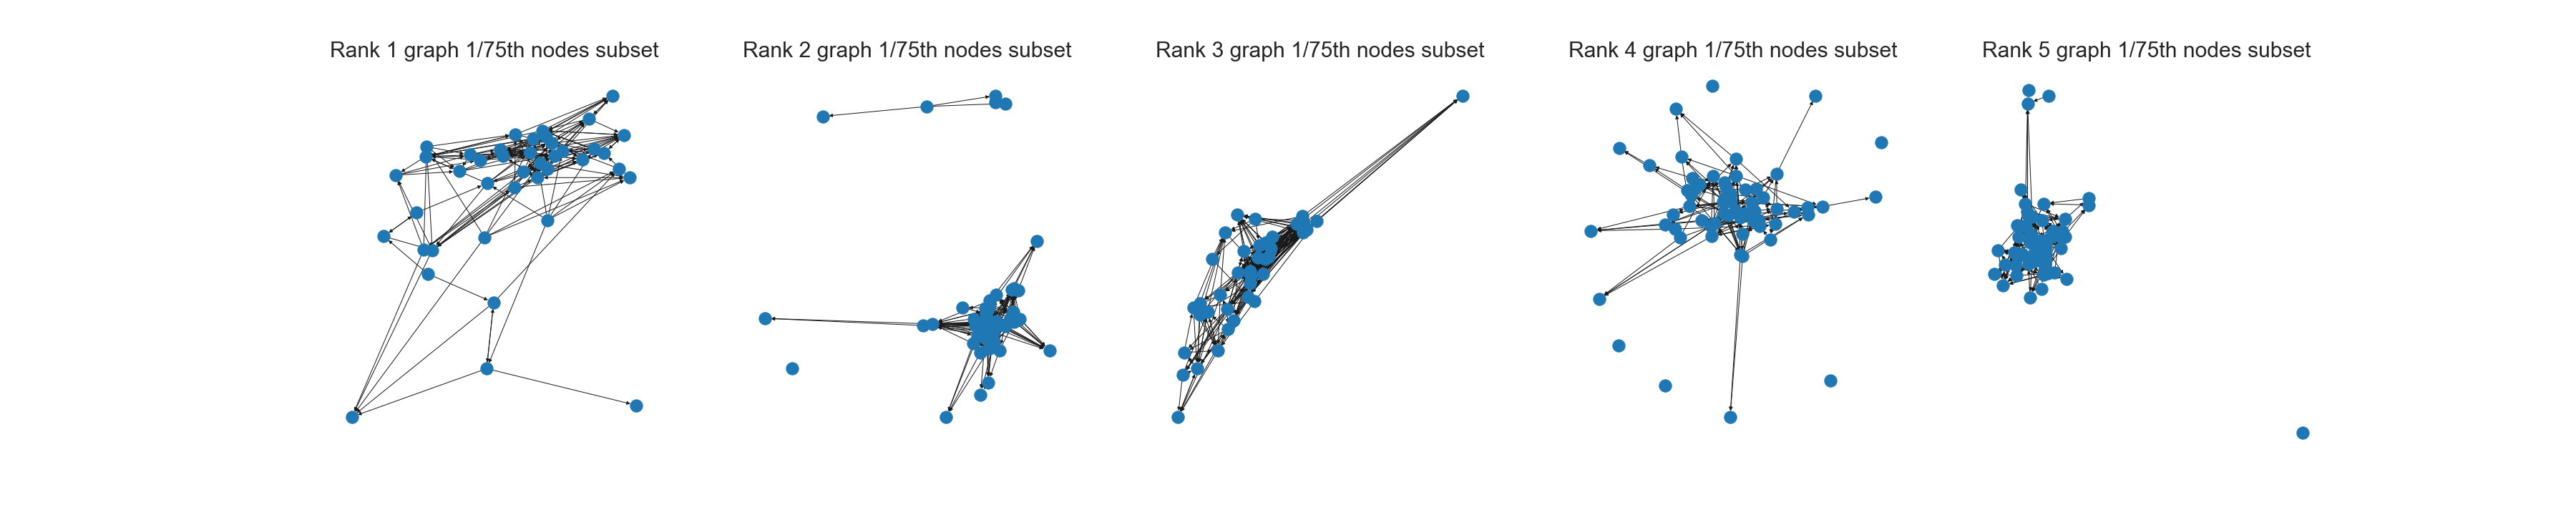 Rank 1 graph 1/75th nodes subset
Rank 2 graph 1/75th nodes subset
Rank 3 graph 1/75th nodes subset
Rank 4 graph 1/75th nodes subset
Rank 5 graph 1/75th nodes subset